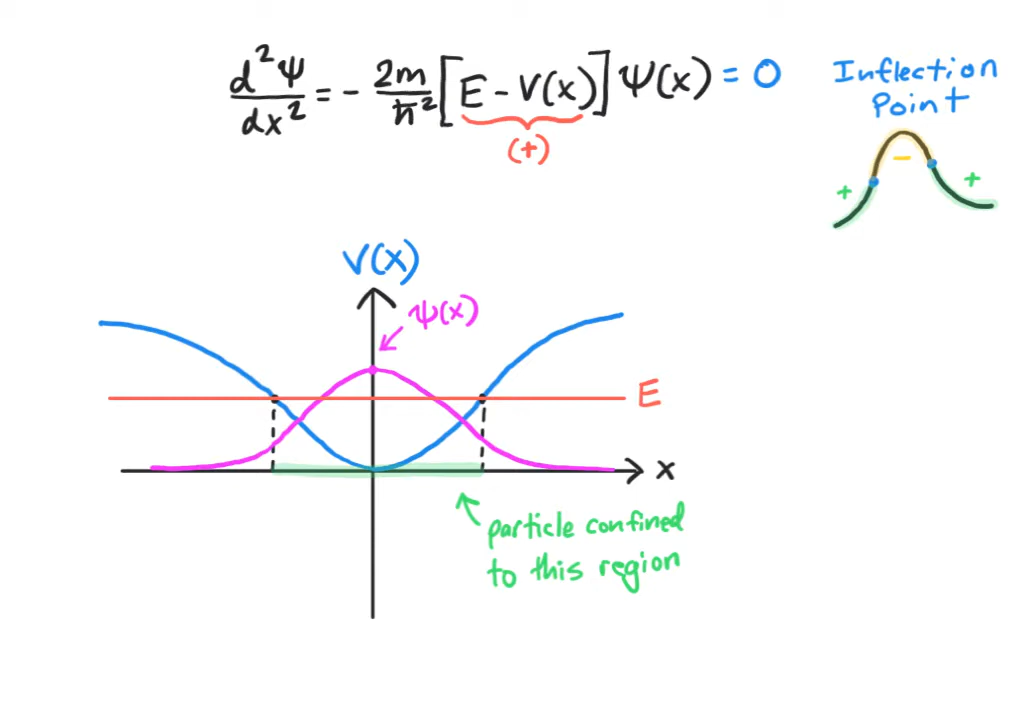 d²Ψ/dx² = - 2m/ħ² [E - V(x)] Ψ(x) = 0
(+)
Inflection
Point
+ - +
V(x)
Ψ(x)
E
x
particle confined
to this region